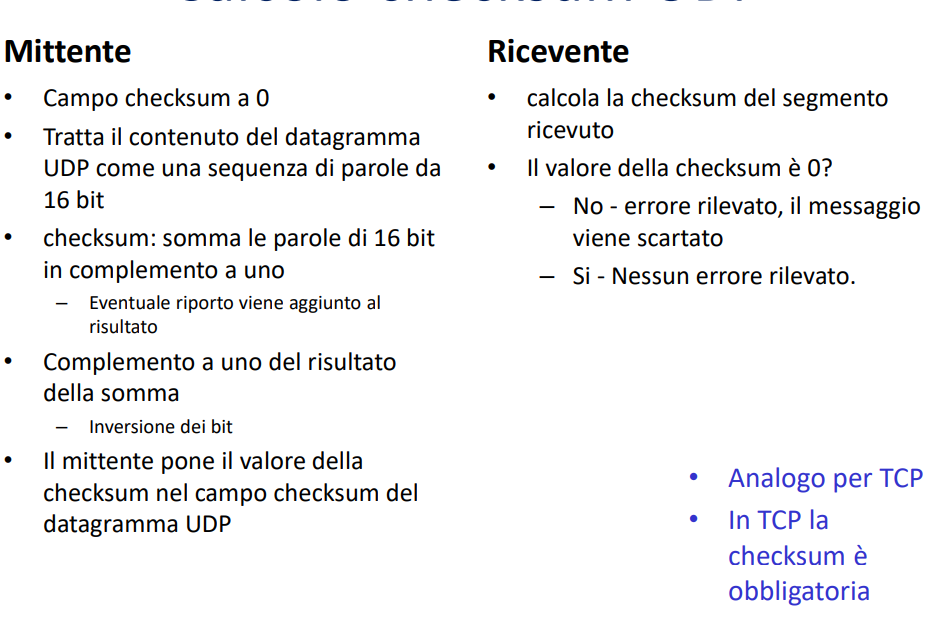 Mittente
• Campo checksum a 0
• Tratta il contenuto del datagramma
UDP come una sequenza di parole da
16 bit
• checksum: somma le parole di 16 bit
in complemento a uno
– Eventuale riporto viene aggiunto al
risultato
• Complemento a uno del risultato
della somma
– Inversione dei bit
• Il mittente pone il valore della
checksum nel campo checksum del
datagramma UDP
Ricevente
• calcola la checksum del segmento
ricevuto
• Il valore della checksum è 0?
– No - errore rilevato, il messaggio
viene scartato
– Si - Nessun errore rilevato.
• Analogo per TCP
• In TCP la
checksum è
obbligatoria